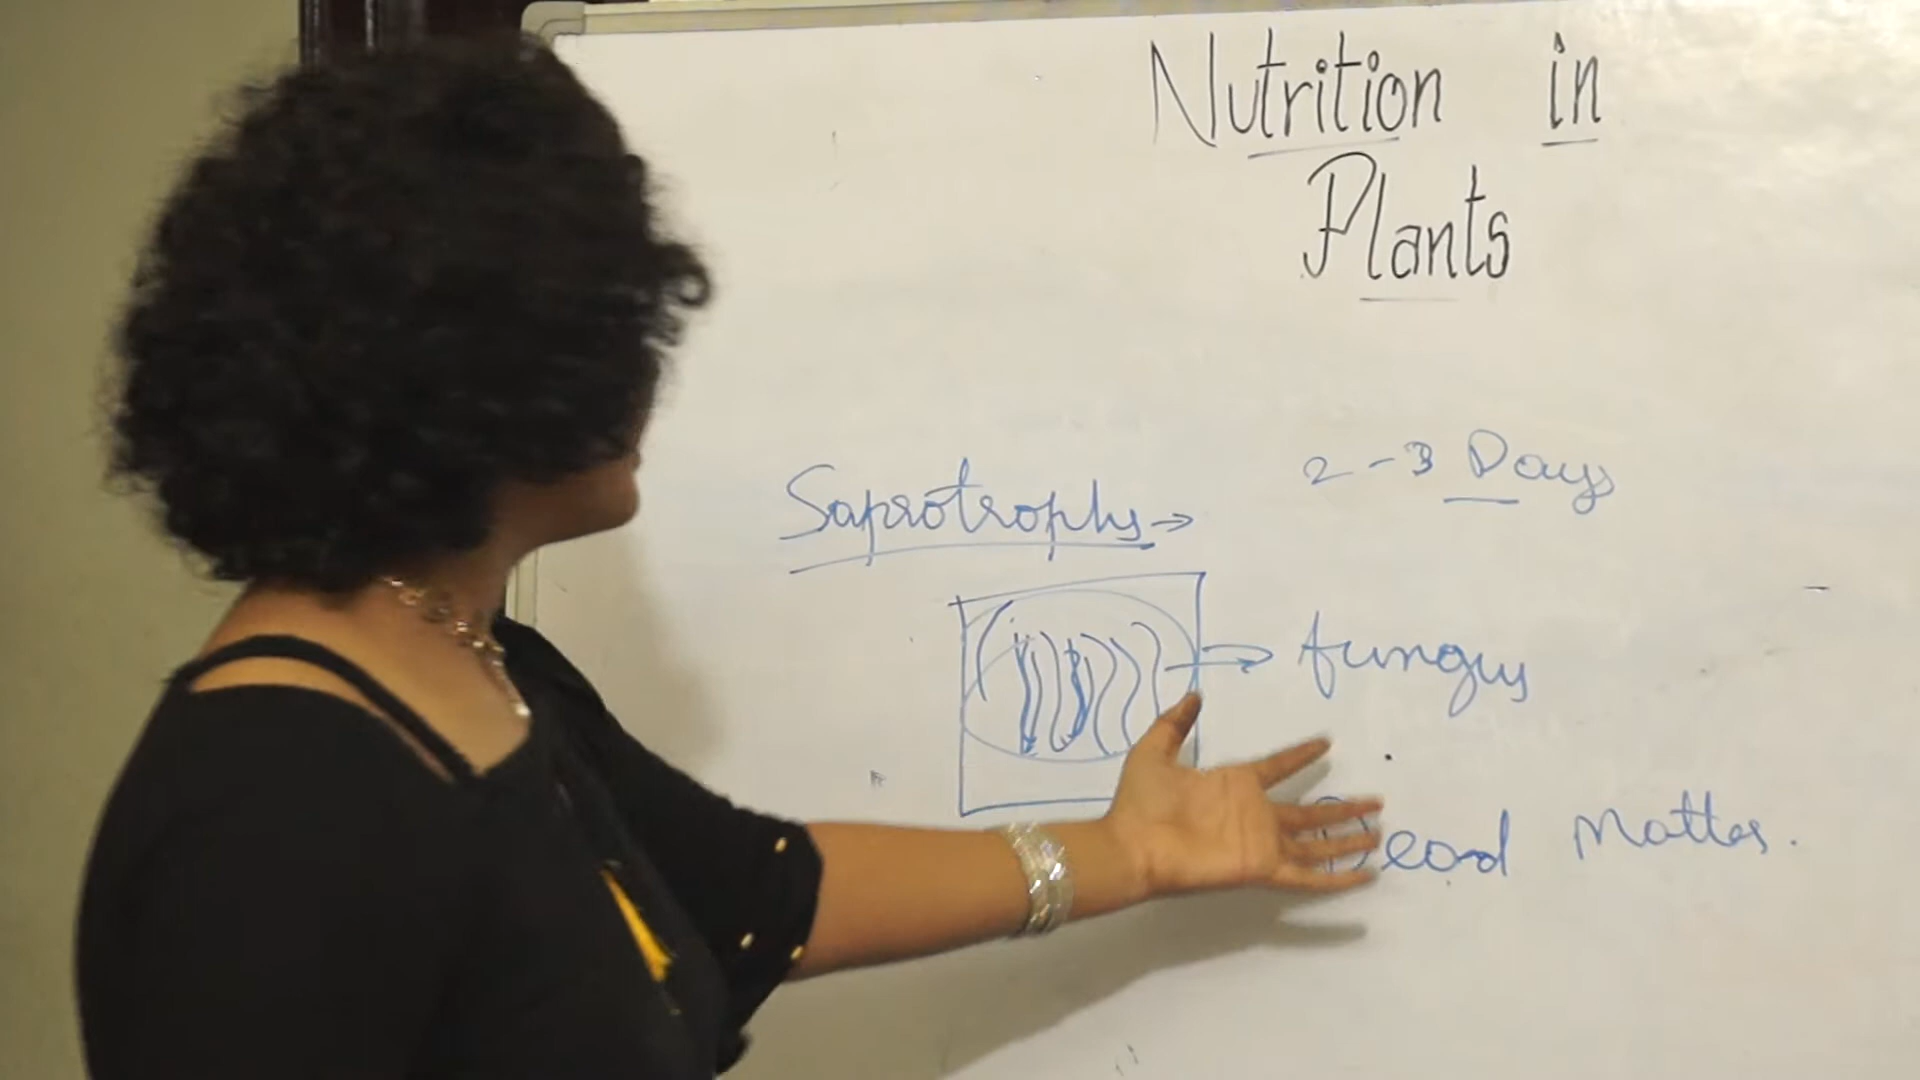 Nutrition in
Plants
2-3 Days
Saprotrophs→
fungus
Dead Matter.